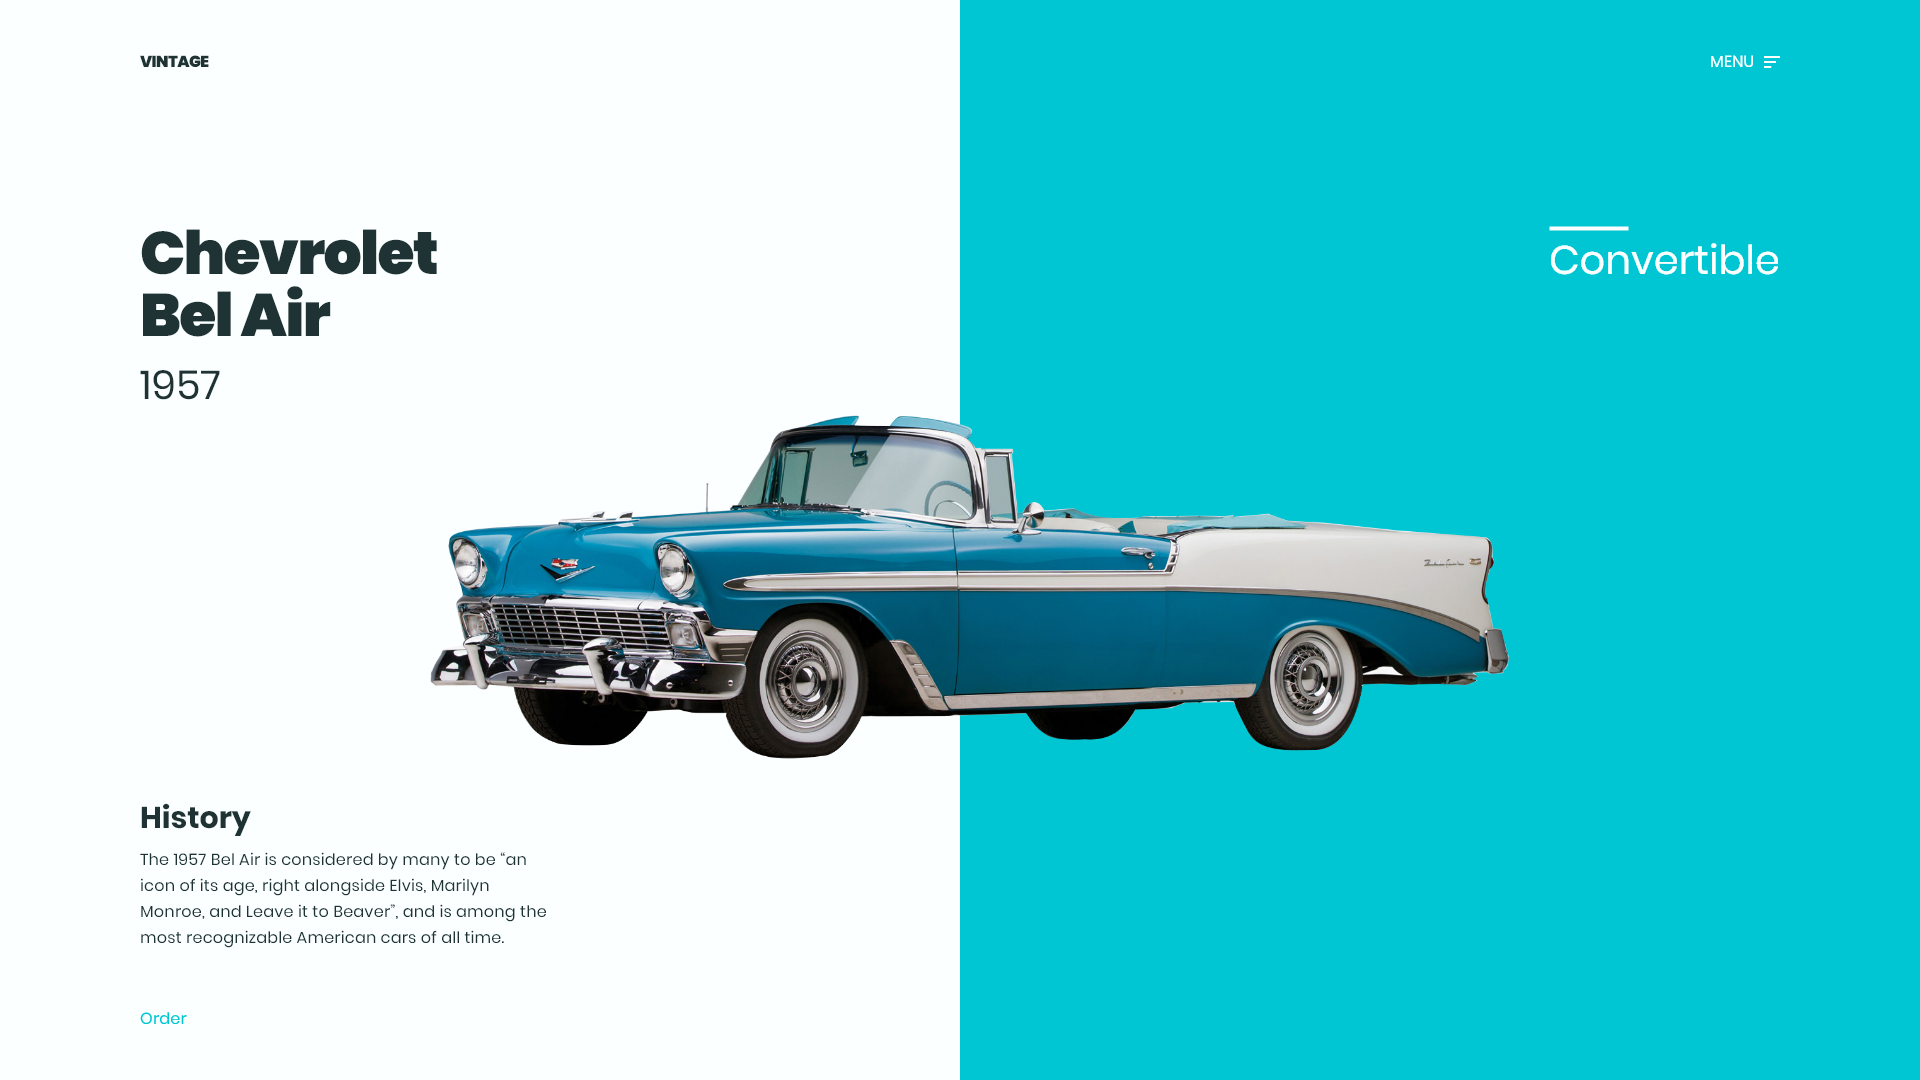 VINTAGE
MENU
Chevrolet
Bel Air
1957
Convertible
History
The 1957 Bel Air is considered by many to be “an
icon of its age, right alongside Elvis, Marilyn
Monroe, and Leave it to Beaver”, and is among the
most recognizable American cars of all time.
Order